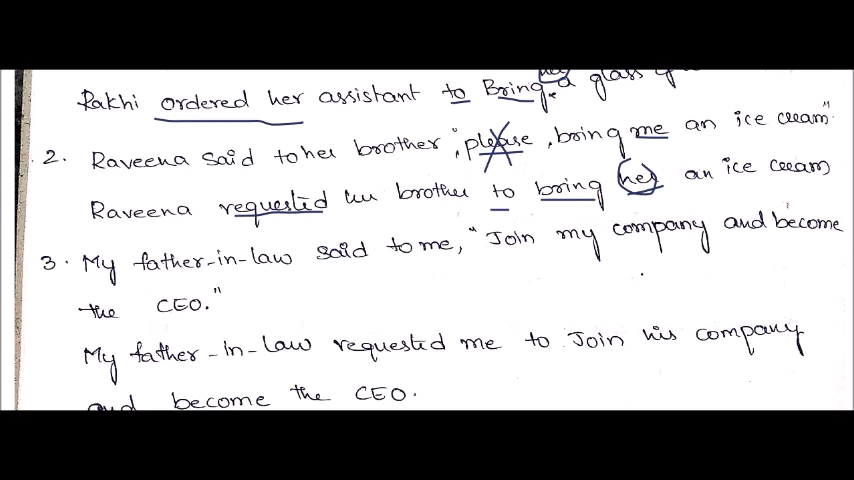 Rakhi ordered her assistant to Bring her a glass of
2. Raveena said to her brother, "please, bring me an ice cream"
Raveena requested her brother to bring her an ice cream
3. My father-in-law said to me, "Join my company and become
the CEO."
My father-in-law requested me to Join his company
and become the CEO.